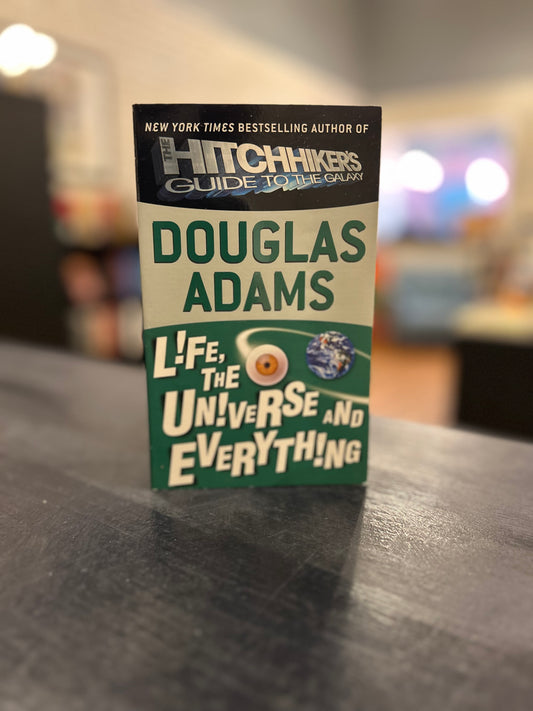 NEW YORK TIMES BESTSELLING AUTHOR OF
THE HITCHHIKER'S
GUIDE TO THE GALAXY
DOUGLAS
ADAMS
L!FE,
THE
UN!VERSE AND
EVERYTH!NG